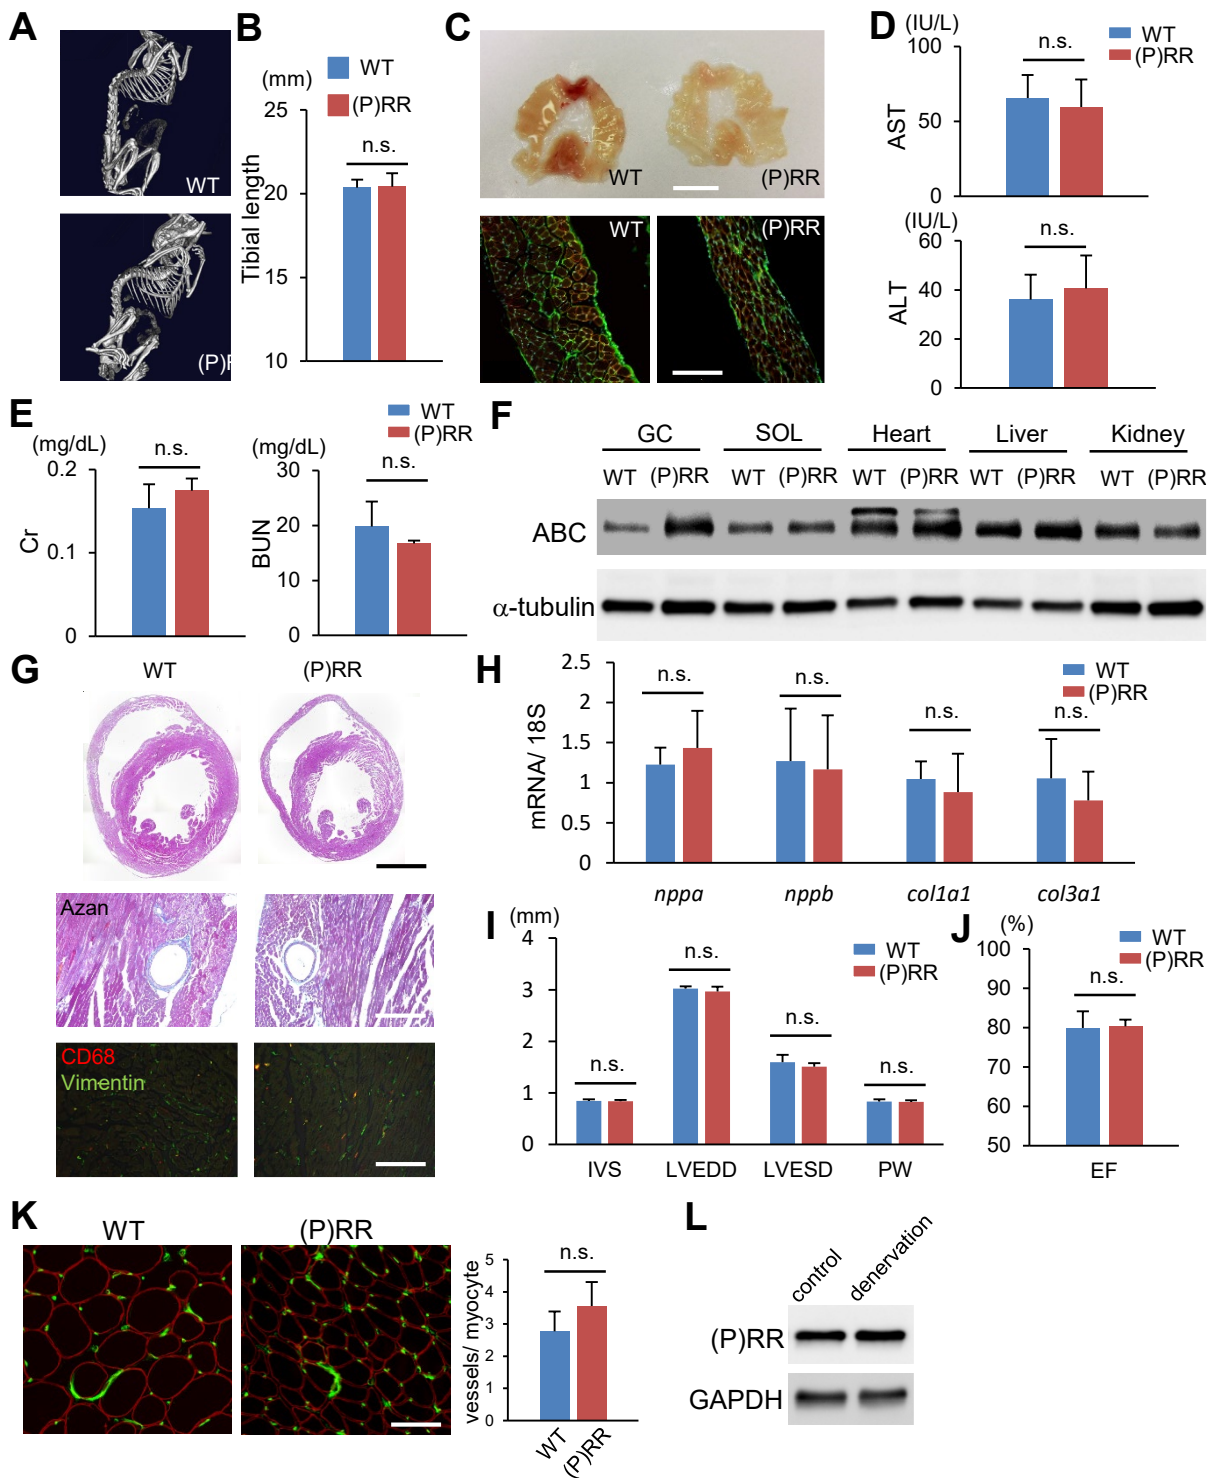 A
WT
(P)R
B
(mm)
WT
(P)RR
n.s.
Tibial length
25
20
15
10
C
WT
(P)RR
WT
(P)RR
D
(IU/L)
WT
(P)RR
n.s.
AST
100
50
0
(IU/L)
n.s.
ALT
60
40
20
0
E
WT
(P)RR
(mg/dL)
n.s.
Cr
0.2
0.1
0
(mg/dL)
n.s.
BUN
30
20
10
0
F
GC SOL Heart Liver Kidney
WT (P)RR WT (P)RR WT (P)RR WT (P)RR WT (P)RR
ABC
α-tubulin
G
WT (P)RR
Azan
CD68
Vimentin
H
WT
(P)RR
n.s. n.s. n.s. n.s.
mRNA/ 18S
2.5
2
1.5
1
0.5
0
nppa nppb col1a1 col3a1
I
(mm)
WT
(P)RR
4
3
2
1
0
n.s. n.s. n.s. n.s.
IVS LVEDD LVESD PW
J
(%)
WT
(P)RR
n.s.
100
90
80
70
60
50
EF
K
WT (P)RR
n.s.
vessels/ myocyte
5
4
3
2
1
0
WT
(P)RR
L
control
denervation
(P)RR
GAPDH